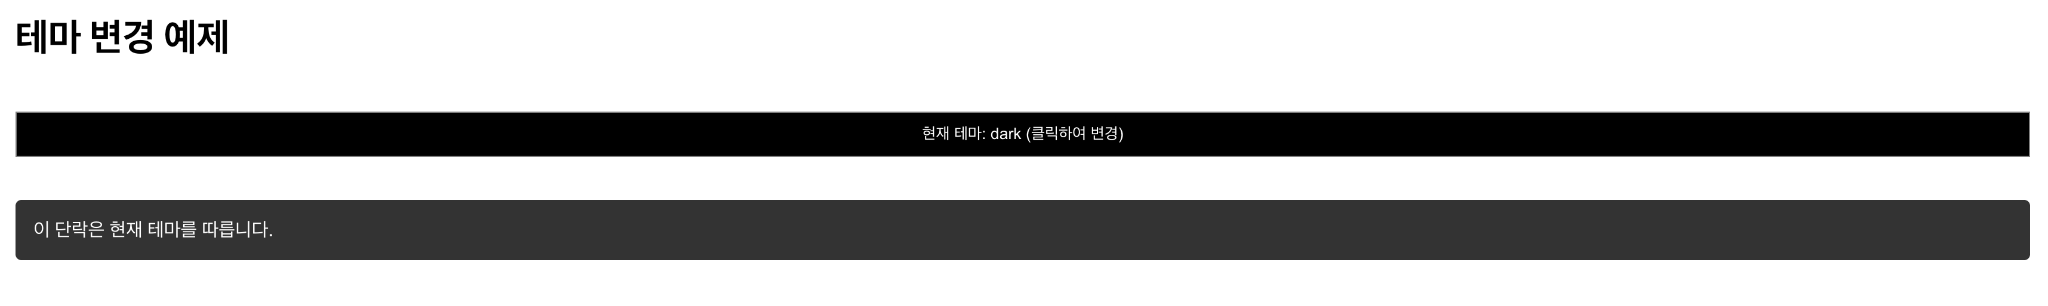 테마 변경 예제
현재 테마: dark (클릭하여 변경)
이 단락은 현재 테마를 따릅니다.